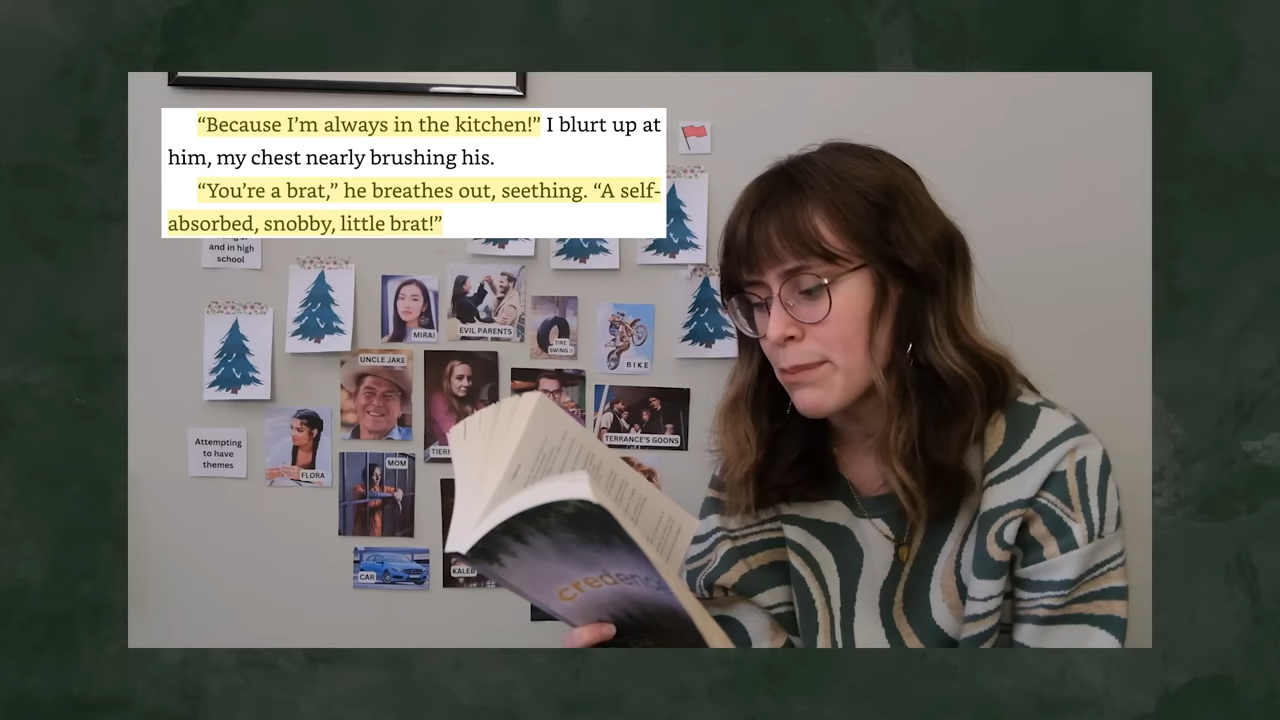 “Because I’m always in the kitchen!” I blurt up at
him, my chest nearly brushing his.
“You’re a brat,” he breathes out, seething. “A self-
absorbed, snobby, little brat!”
and in high
school
MIRAI
EVIL PARENTS
TIRE
SWING :(
BIKE
UNCLE JAKE
TERRANCE'S GOONS
Attempting
to have
themes
FLORA
MOM
CAR
KALEB
credence